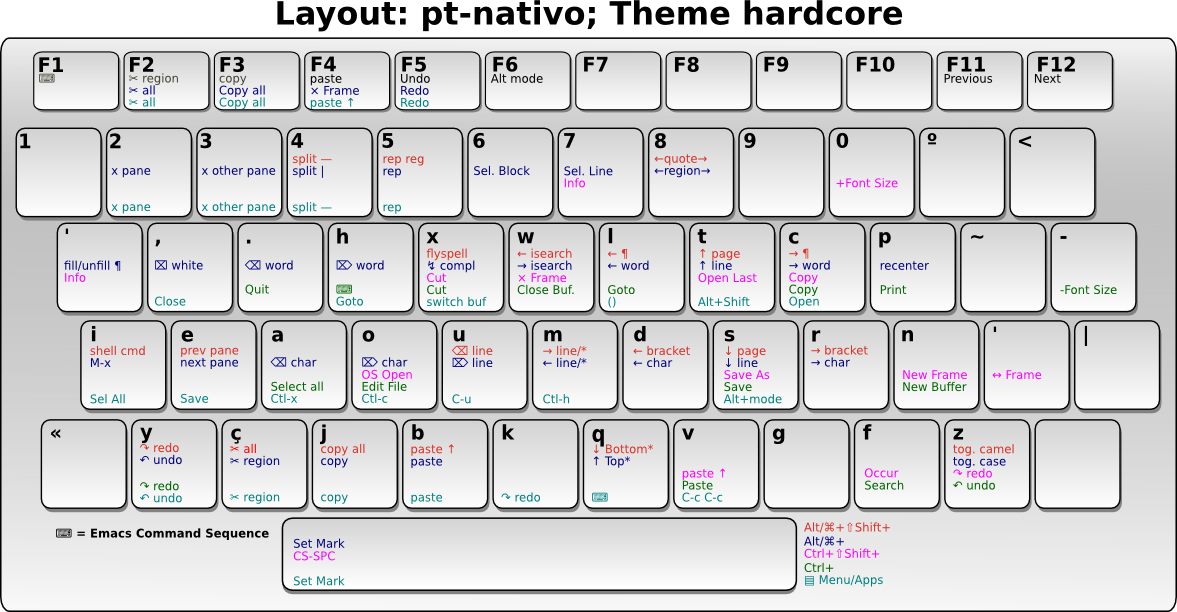 Layout: pt-nativo; Theme hardcore
F1
⌨
F2
✂ region
✂ all
✂ all
F3
copy
Copy all
Copy all
F4
paste
× Frame
paste ↑
F5
Undo
Redo
Redo
F6
Alt mode
F7
F8
F9
F10
F11
Previous
F12
Next
1
2
x pane
x pane
3
x other pane
x other pane
4
split —
split |
split —
5
rep reg
rep
rep
6
Sel. Block
7
Sel. Line
Info
8
←quote→
←region→
9
0
+Font Size
º
<
'
fill/unfill ¶
Info
,
⌧ white
Close
.
⌫ word
Quit
h
⌦ word
⌨
Goto
x
flyspell
↯ compl
Cut
Cut
switch buf
w
← isearch
→ isearch
× Frame
Close Buf.
l
← ¶
← word
Goto
()
t
↑ page
↑ line
Open Last
Alt+Shift
c
→ ¶
→ word
Copy
Copy
Open
p
recenter
Print
~
-
-Font Size
i
shell cmd
M-x
Sel All
e
prev pane
next pane
Save
a
⌫ char
Select all
Ctl-x
o
⌦ char
OS Open
Edit File
Ctl-c
u
⌫ line
⌦ line
C-u
m
→ line/*
← line/*
Ctl-h
d
← bracket
← char
s
↓ page
↓ line
Save As
Save
Alt+mode
r
→ bracket
→ char
n
New Frame
New Buffer
'
↔ Frame
|
«
y
↷ redo
↶ undo
↷ redo
↶ undo
ç
✂ all
✂ region
✂ region
j
copy all
copy
copy
b
paste ↑
paste
paste
k
↷ redo
q
↓ Bottom*
↑ Top*
⌨
v
paste ↑
Paste
C-c C-c
g
f
Occur
Search
z
tog. camel
tog. case
↷ redo
↶ undo
⌨ = Emacs Command Sequence
Set Mark
CS-SPC
Set Mark
Alt/⌘+⇧Shift+
Alt/⌘+
Ctrl+⇧Shift+
Ctrl+
▤ Menu/Apps